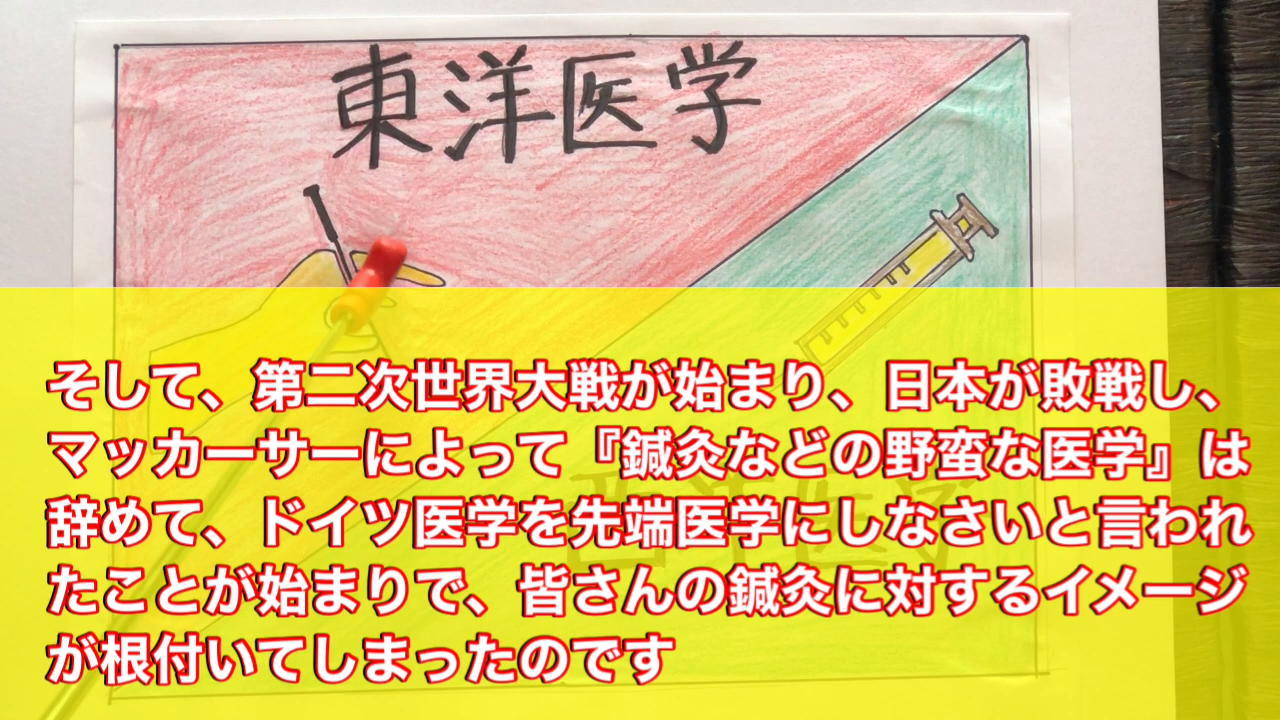 東洋医学
そして、第二次世界大戦が始まり、日本が敗戦し、
マッカーサーによって『鍼灸などの野蛮な医学』は
辞めて、ドイツ医学を先端医学にしなさいと言われ
たことが始まりで、皆さんの鍼灸に対するイメージ
が根付いてしまったのです
西洋医学